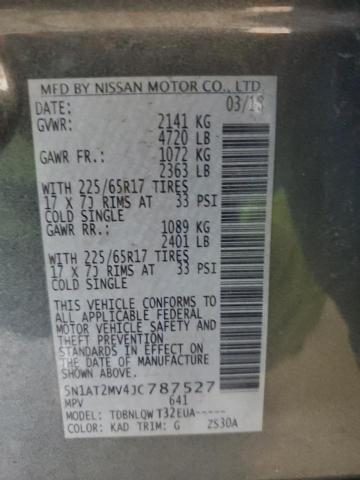 MFD BY NISSAN MOTOR CO., LTD
DATE: 03/18
GVWR: 2141 KG
4720 LB
GAWR FR.: 1072 KG
2363 LB
WITH 225/65R17 TIRES
17 X 7J RIMS AT 33 PSI
COLD SINGLE
GAWR RR.: 1089 KG
2401 LB
WITH 225/65R17 TIRES
17 X 7J RIMS AT 33 PSI
COLD SINGLE
THIS VEHICLE CONFORMS TO
ALL APPLICABLE FEDERAL
MOTOR VEHICLE SAFETY AND
THEFT PREVENTION
STANDARDS IN EFFECT ON
THE DATE OF MANUFACTURE
SHOWN ABOVE.
5N1AT2MV4JC787527
MPV 641
MODEL: TDBNLQW T32EUA-----
COLOR: KAD TRIM: G ZS30A